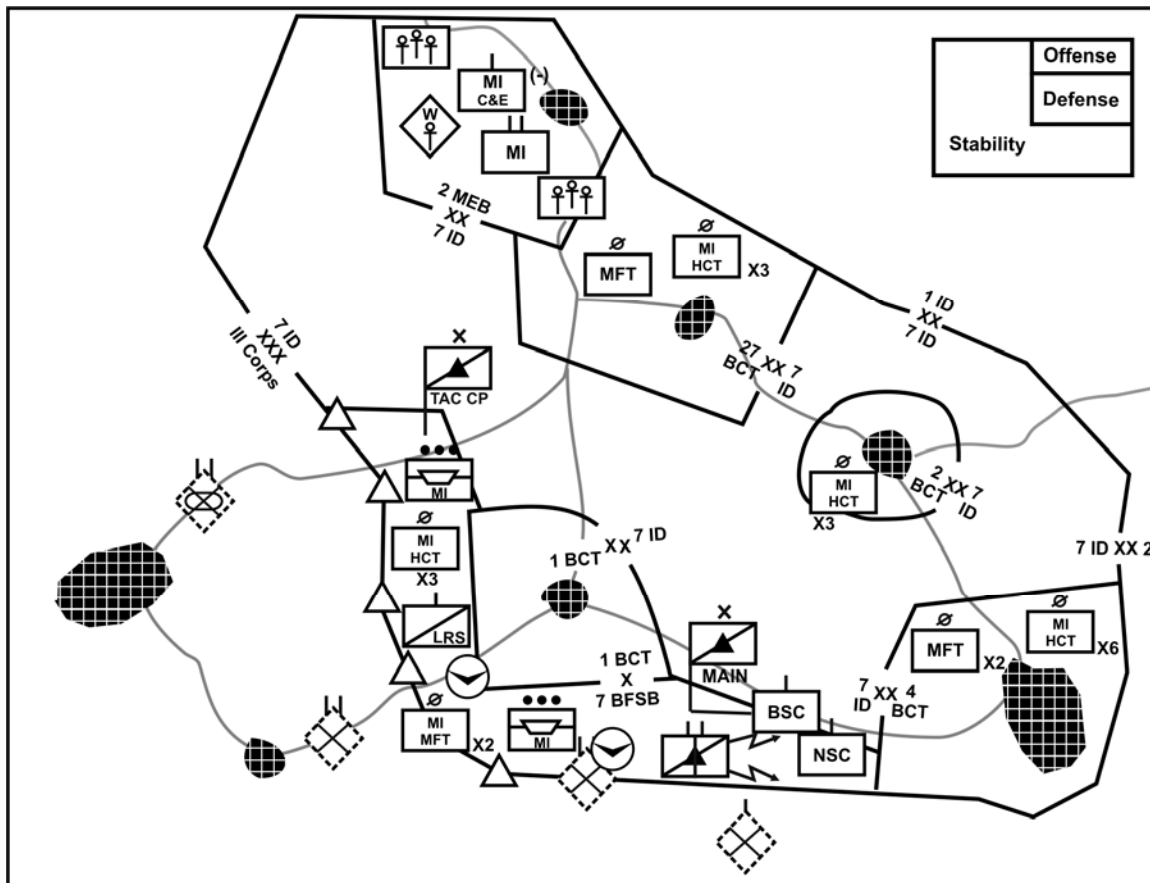 Offense
Defense
Stability
MI
C&E
(-)
W
MI
2 MEB
XX
7 ID
MFT
MI
HCT
X3
1 ID
XX
7 ID
7 ID
XXX
III Corps
27 XX 7
BCT ID
X
TAC CP
MI
MI
HCT
X3
2 XX 7
BCT ID
MI
HCT
X3
1 BCT XX 7 ID
7 ID XX 2
LRS
X
MAIN
1 BCT
X
7 BFSB
MFT
X2
MI
HCT
X6
7 XX 4
ID BCT
MI
MFT
X2
MI
BSC
NSC